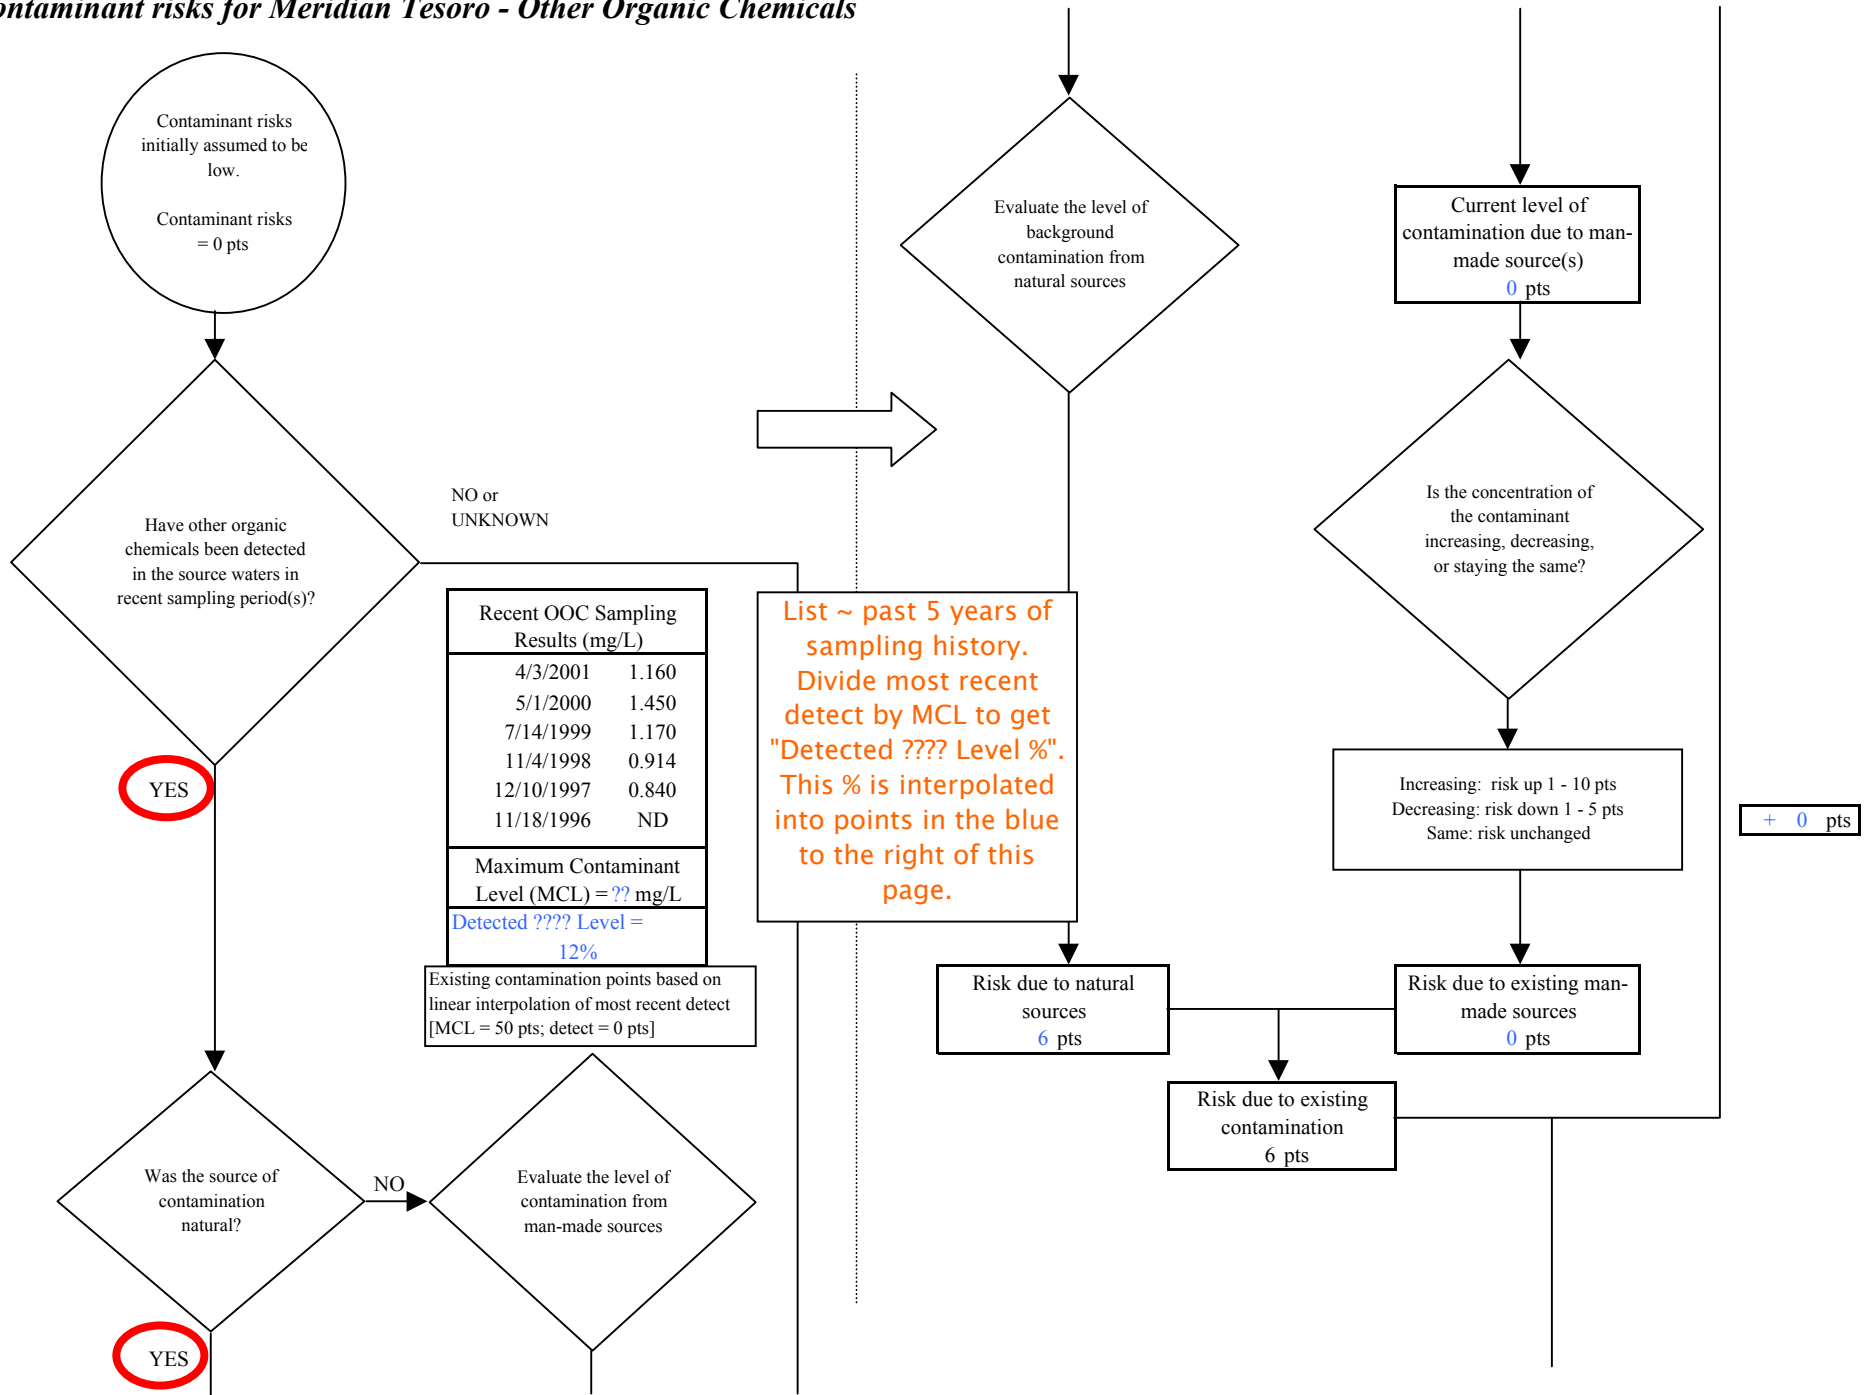 ontaminant risks for Meridian Tesoro - Other Organic Chemicals
Contaminant risks
initially assumed to be
low.
Contaminant risks
= 0 pts
Have other organic
chemicals been detected
in the source waters in
recent sampling period(s)?
NO or
UNKNOWN
YES
Recent OOC Sampling
Results (mg/L)
4/3/2001 1.160
5/1/2000 1.450
7/14/1999 1.170
11/4/1998 0.914
12/10/1997 0.840
11/18/1996 ND
Maximum Contaminant
Level (MCL) = ?? mg/L
Detected ???? Level =
12%
Existing contamination points based on
linear interpolation of most recent detect
[MCL = 50 pts; detect = 0 pts]
Was the source of
contamination
natural?
NO
YES
Evaluate the level of
contamination from
man-made sources
List ~ past 5 years of
sampling history.
Divide most recent
detect by MCL to get
"Detected ???? Level %".
This % is interpolated
into points in the blue
to the right of this
page.
Evaluate the level of
background
contamination from
natural sources
Risk due to natural
sources
6 pts
Current level of
contamination due to man-
made source(s)
0 pts
Is the concentration of
the contaminant
increasing, decreasing,
or staying the same?
Increasing: risk up 1 - 10 pts
Decreasing: risk down 1 - 5 pts
Same: risk unchanged
+ 0 pts
Risk due to existing man-
made sources
0 pts
Risk due to existing
contamination
6 pts